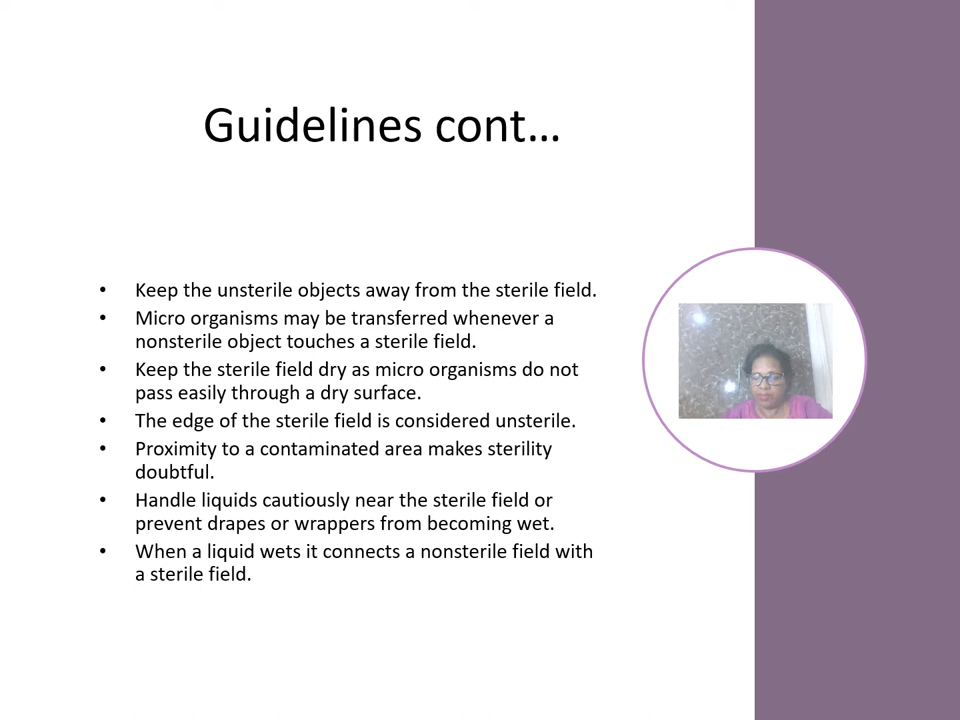 Guidelines cont…
• Keep the unsterile objects away from the sterile field.
• Micro organisms may be transferred whenever a
nonsterile object touches a sterile field.
• Keep the sterile field dry as micro organisms do not
pass easily through a dry surface.
• The edge of the sterile field is considered unsterile.
• Proximity to a contaminated area makes sterility
doubtful.
• Handle liquids cautiously near the sterile field or
prevent drapes or wrappers from becoming wet.
• When a liquid wets it connects a nonsterile field with
a sterile field.